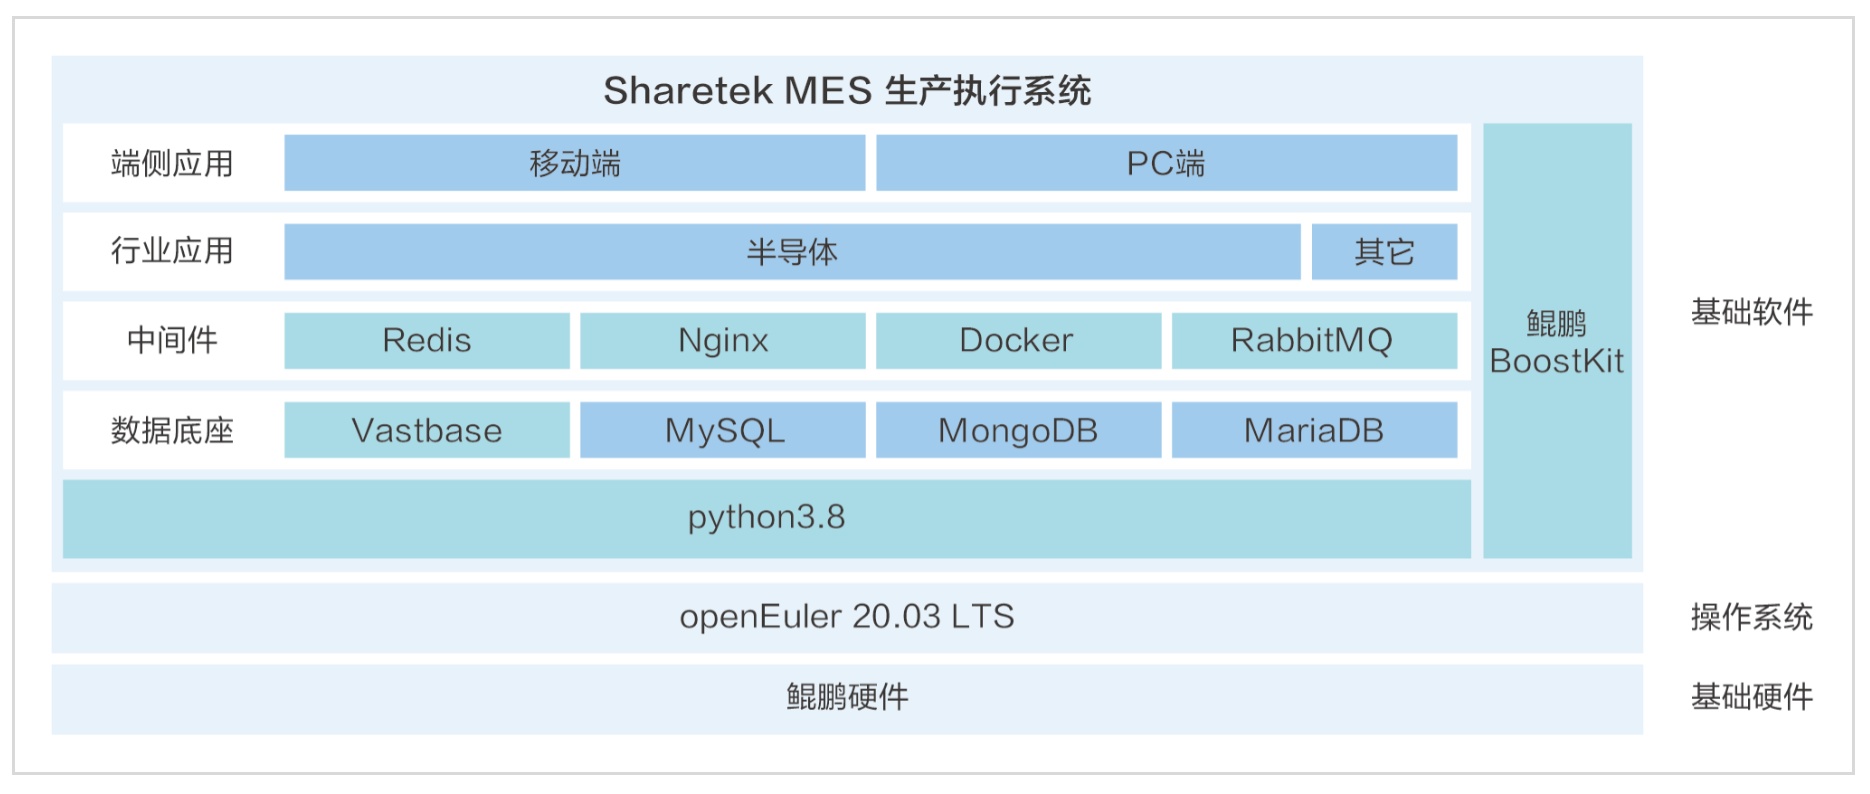 Sharetek MES 生产执行系统
端侧应用 移动端 PC端
行业应用 半导体 其它
中间件 Redis Nginx Docker RabbitMQ
数据底座 Vastbase MySQL MongoDB MariaDB
python3.8
鲲鹏
BoostKit
基础软件
openEuler 20.03 LTS 操作系统
鲲鹏硬件 基础硬件